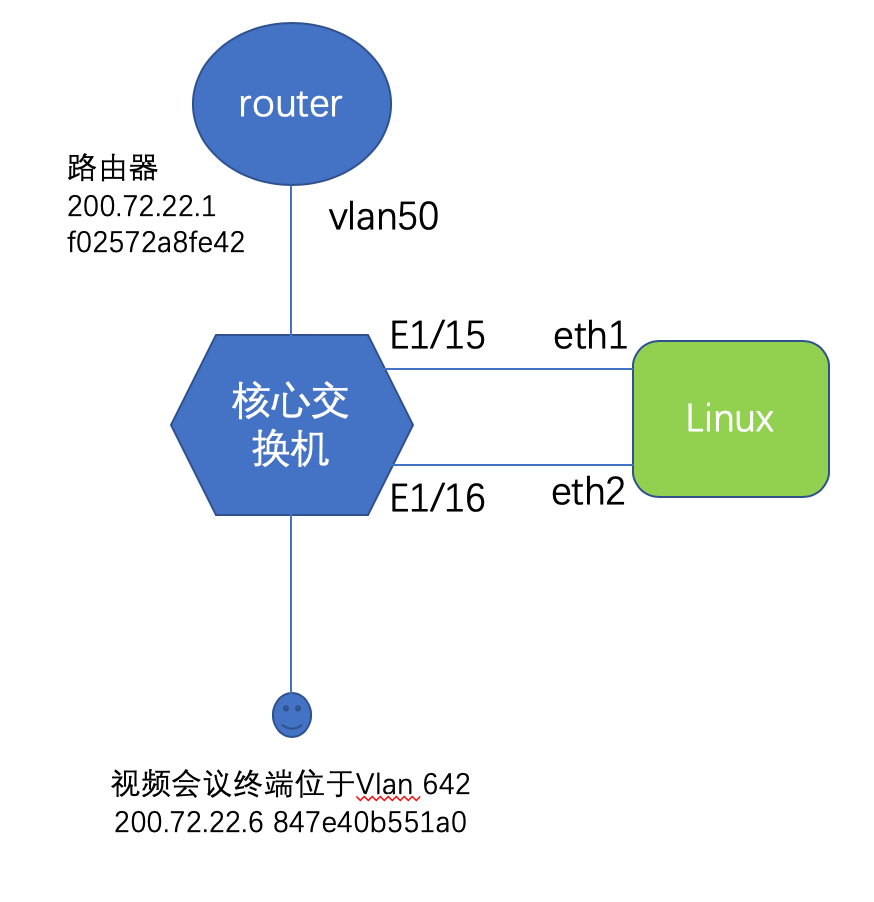 router
路由器
200.72.22.1
f02572a8fe42
vlan50
E1/15
eth1
核心交
换机
Linux
E1/16
eth2
视频会议终端位于Vlan 642
200.72.22.6 847e40b551a0